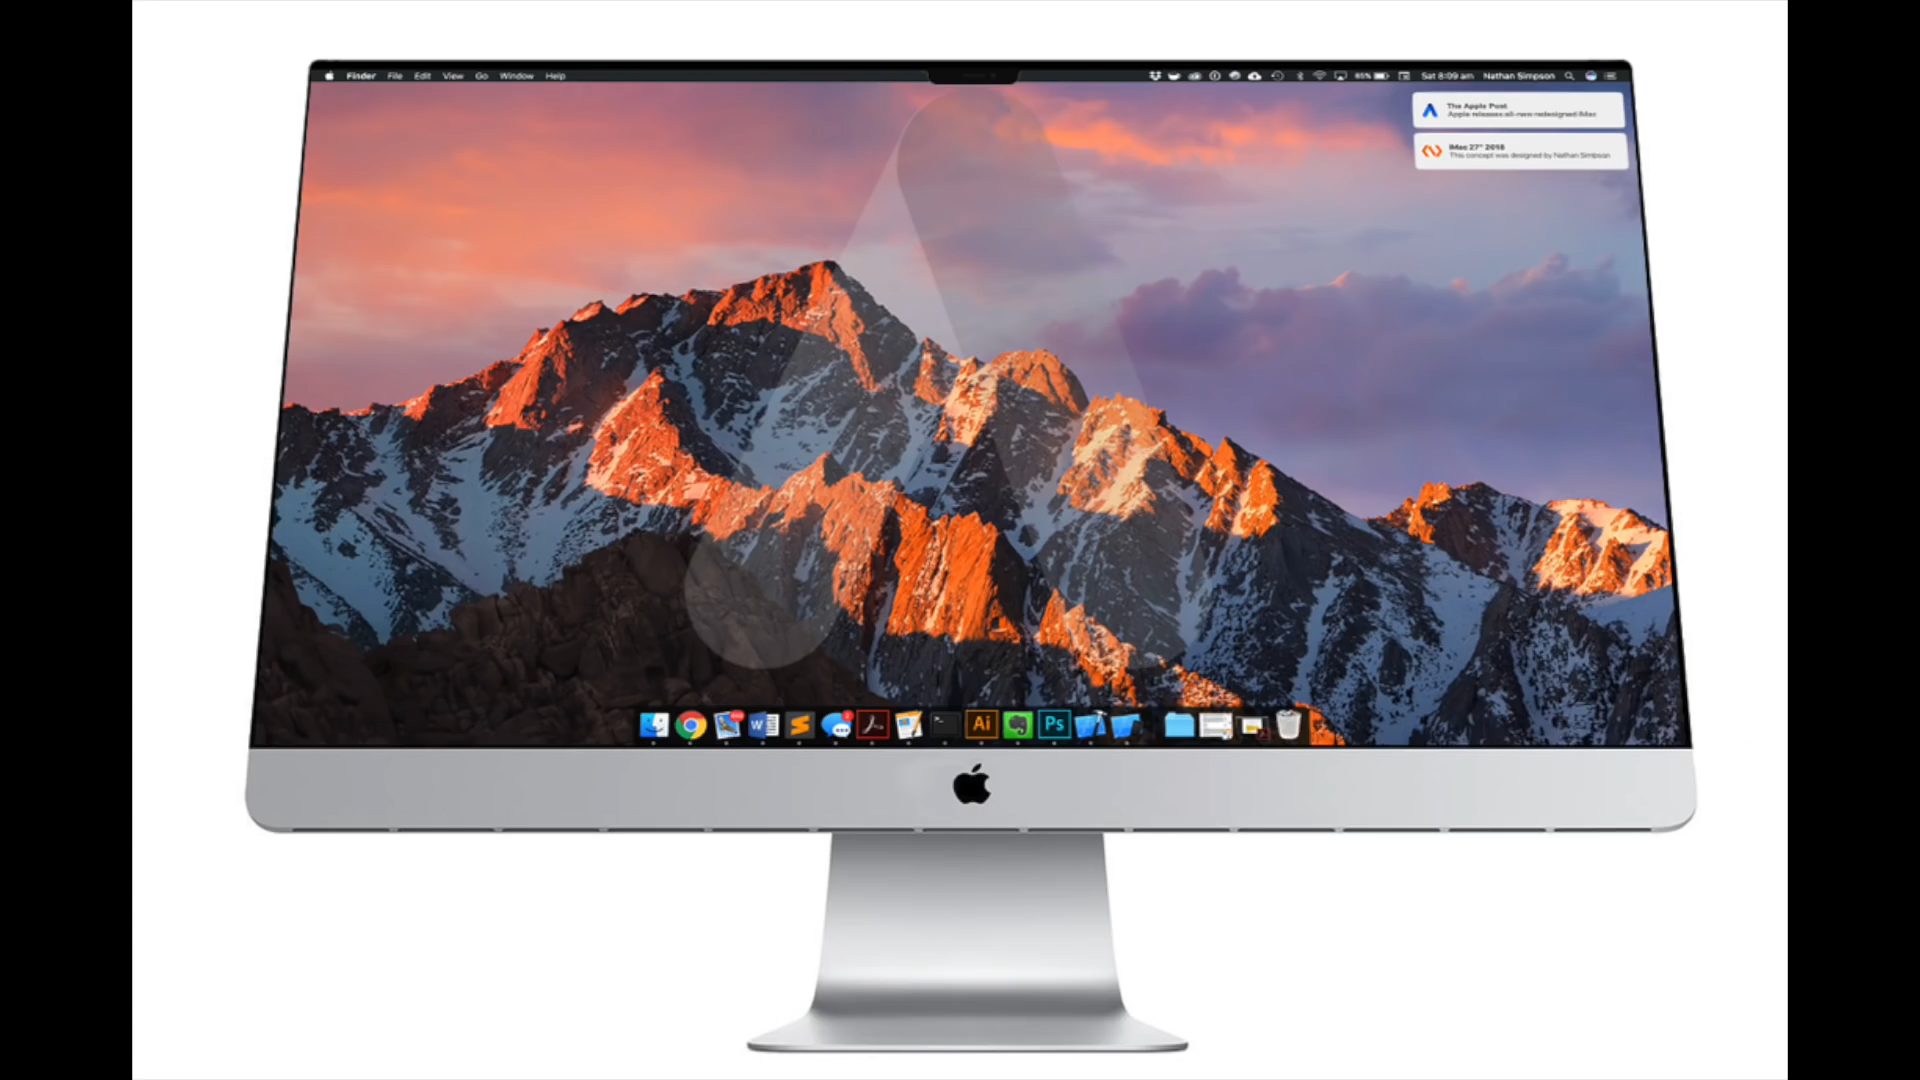 Finder File Edit View Go Window Help
65% Sat 8:09 am Nathan Simpson
The Apple Post
Apple releases all-new redesigned iMac
iMac 27" 2018
This concept was designed by Nathan Simpson
W
>_
Ai
Ps